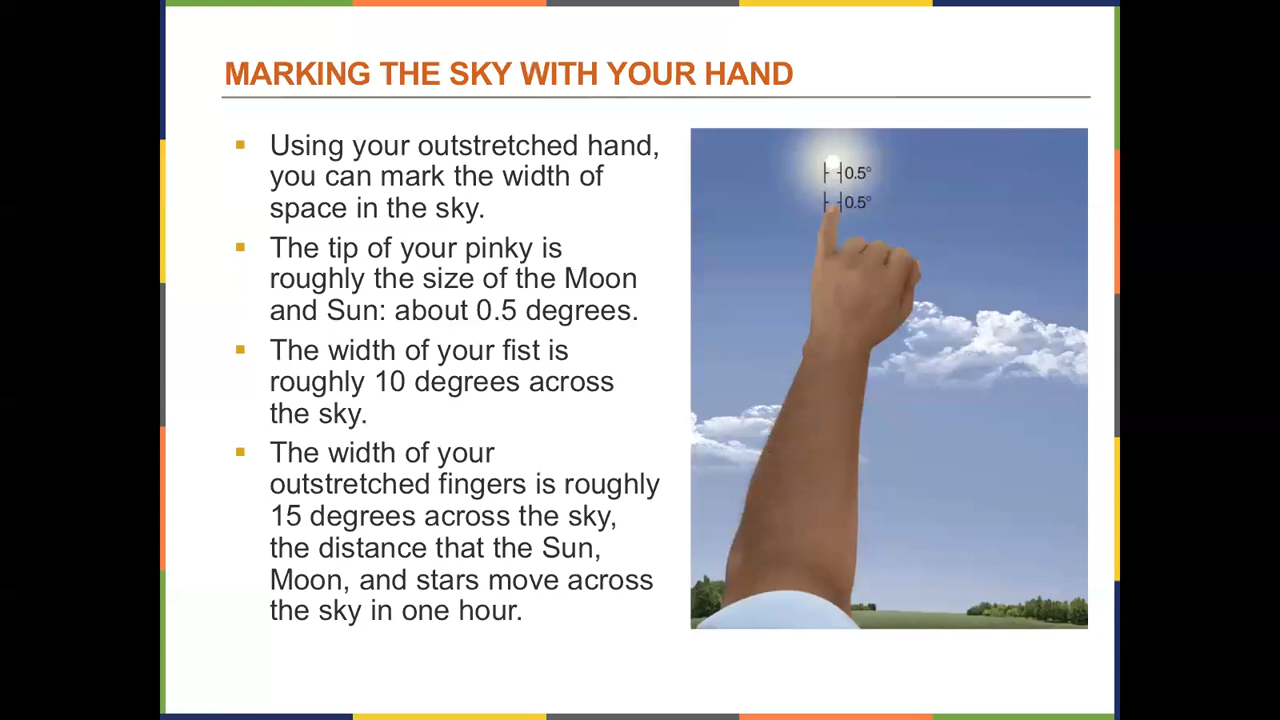 MARKING THE SKY WITH YOUR HAND
▪ Using your outstretched hand,
you can mark the width of
space in the sky.
▪ The tip of your pinky is
roughly the size of the Moon
and Sun: about 0.5 degrees.
▪ The width of your fist is
roughly 10 degrees across
the sky.
▪ The width of your
outstretched fingers is roughly
15 degrees across the sky,
the distance that the Sun,
Moon, and stars move across
the sky in one hour.
0.5°
0.5°